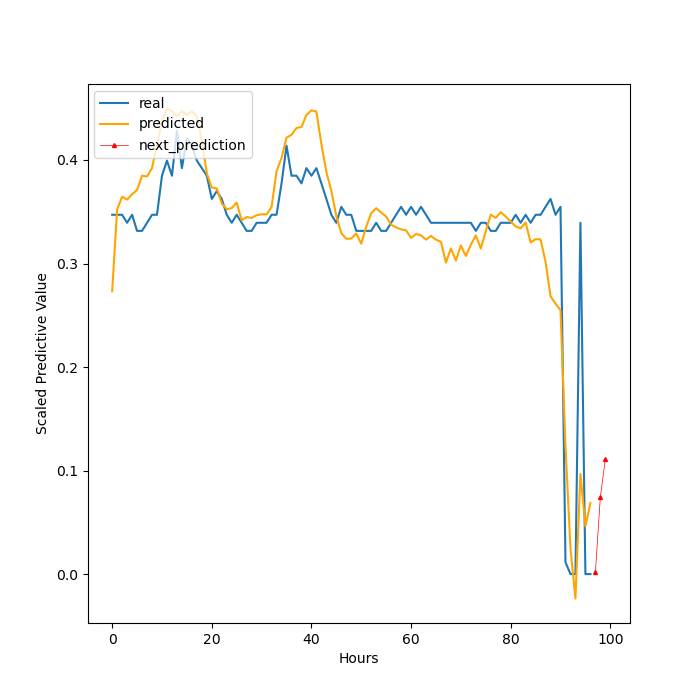 real
predicted
next_prediction
0.4
0.3
0.2
0.1
0.0
Scaled Predictive Value
0 20 40 60 80 100
Hours